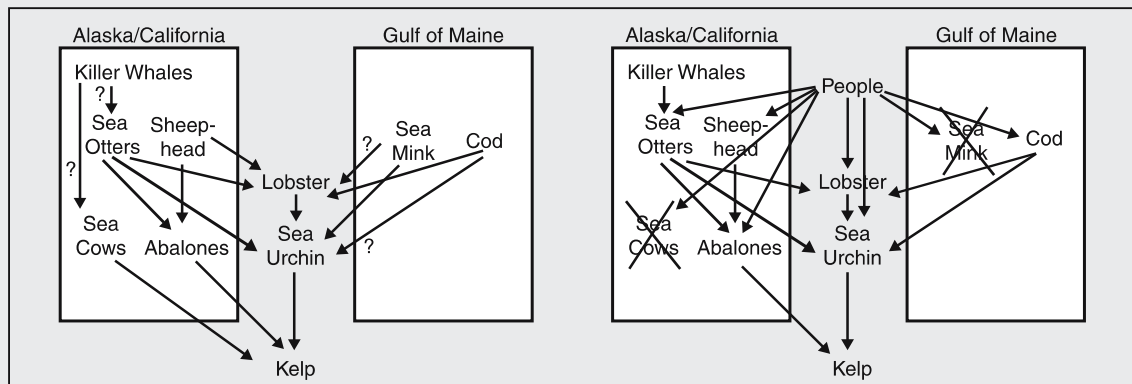 Alaska/California
Gulf of Maine
Killer Whales
?
Sea
Otters
Sheep-
head
?
Sea
Mink
Cod
?
Lobster
Sea
Cows
Abalones
Sea
Urchin
?
Kelp
Alaska/California
Gulf of Maine
Killer Whales
People
Sea
Otters
Sheep-
head
Sea
Mink
Cod
Lobster
Sea
Cows
Abalones
Sea
Urchin
Kelp